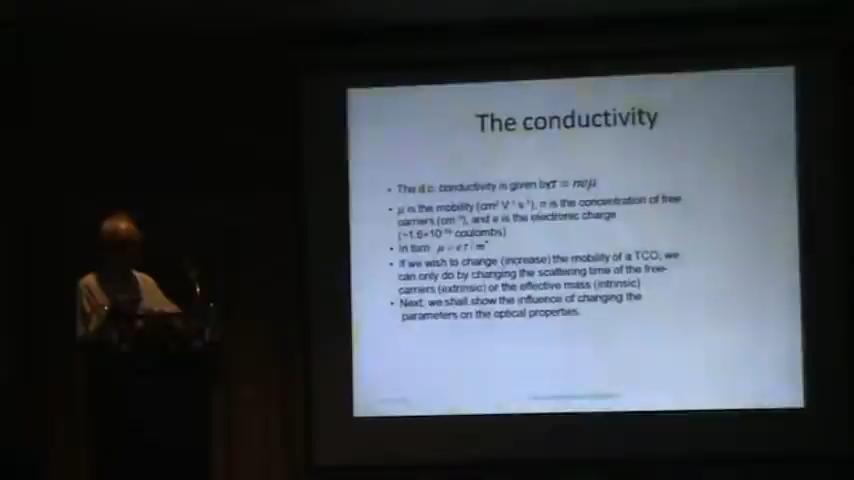 The conductivity
• The d.c. conductivity is given by σ = neμ
• μ is the mobility (cm² V⁻¹ s⁻¹), n is the concentration of free
carriers (cm⁻³), and e is the electronic charge
(~1.6×10⁻¹⁹ coulombs)
• In turn μ = eτ / m*
• If we wish to change (increase) the mobility of a TCO, we
can only do by changing the scattering time of the free-
carriers (extrinsic) or the effective mass (intrinsic)
• Next, we shall show the influence of changing the
parameters on the optical properties.